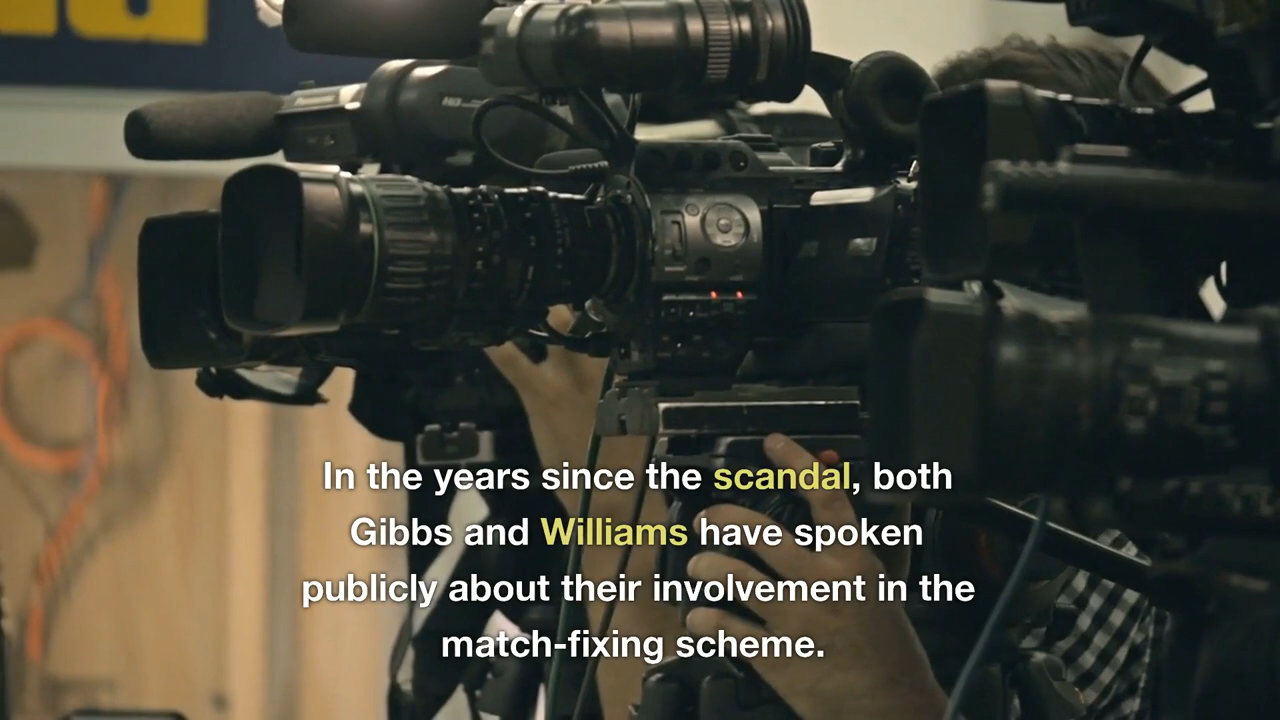 In the years since the scandal, both
Gibbs and Williams have spoken
publicly about their involvement in the
match-fixing scheme.